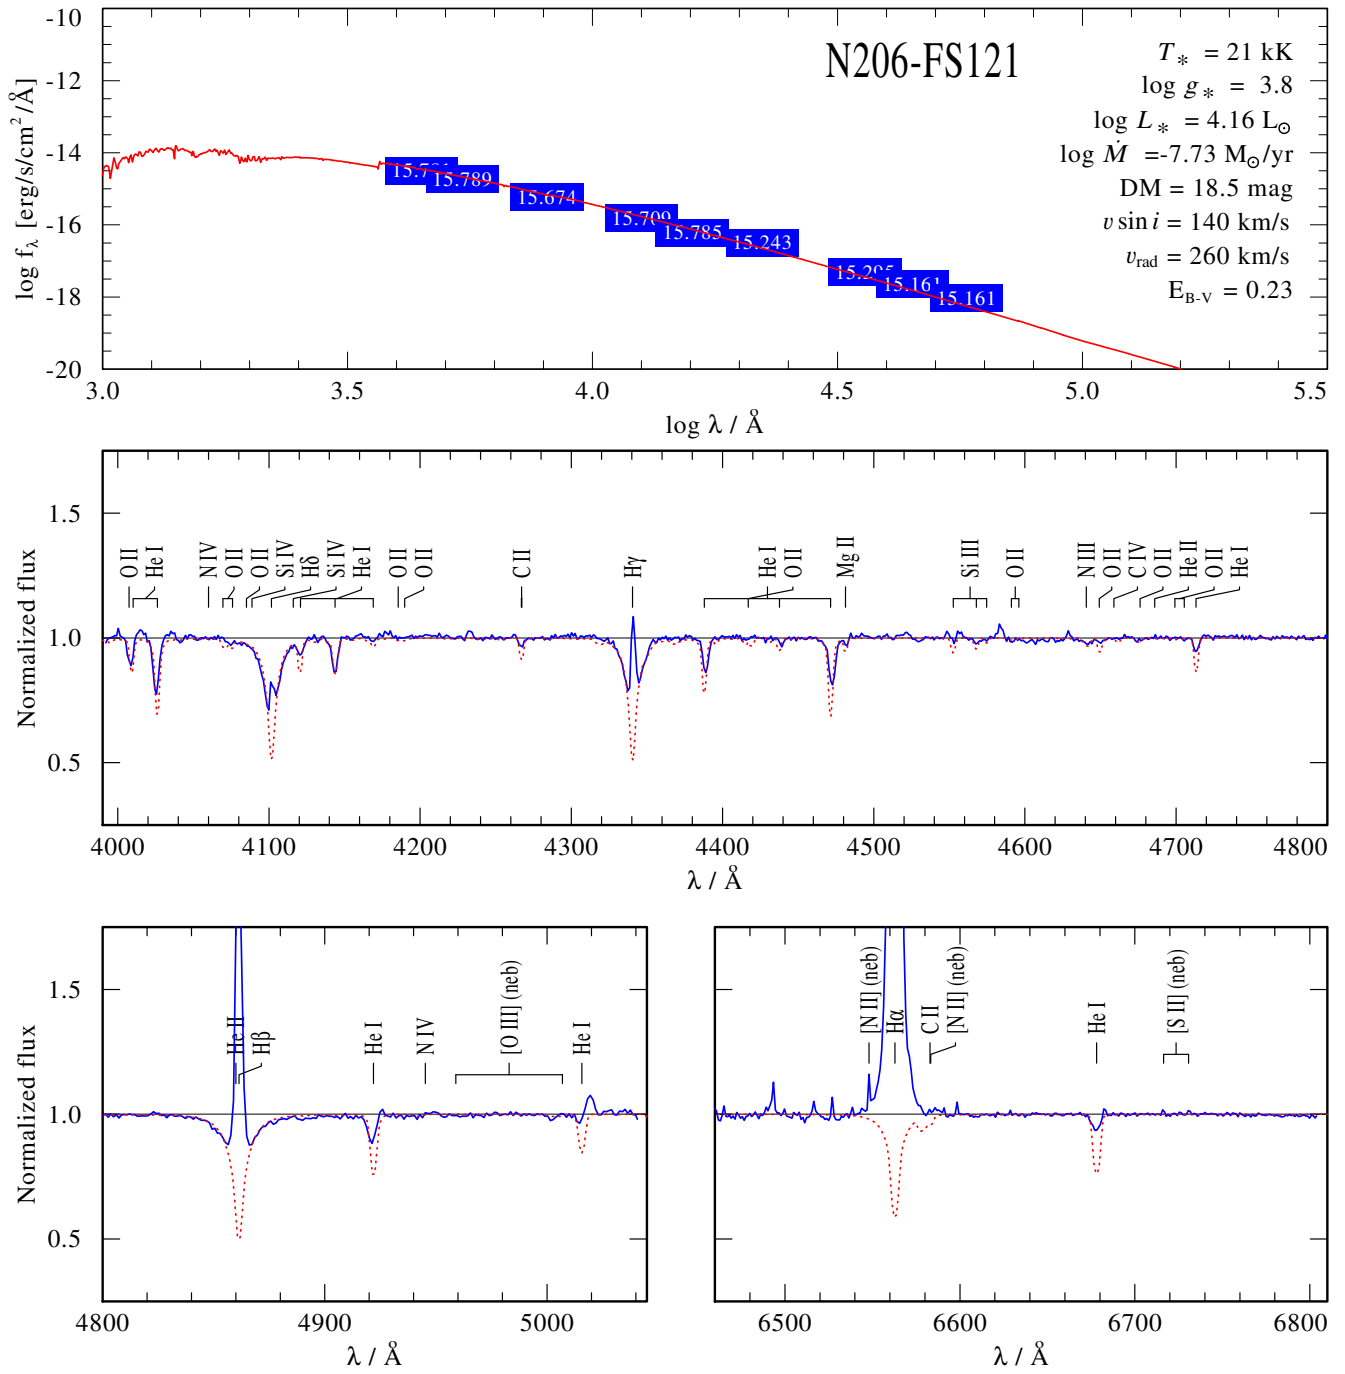 N206-FS121
T* = 21 kK
log g* = 3.8
log L* = 4.16 L☉
log Ṁ =-7.73 M☉/yr
DM = 18.5 mag
v sin i = 140 km/s
vrad = 260 km/s
EB-V = 0.23
-10
-12
-14
-16
-18
-20
log fλ [erg/s/cm²/Å]
15.789
15.674
15.709
15.785
15.243
15.295
15.161
15.161
3.0 3.5 4.0 4.5 5.0 5.5
log λ / Å
1.5
1.0
0.5
Normalized flux
O II
He I
N IV
O II
O II
Si IV
Hδ
Si IV
He I
O II
O II
C II
Hγ
He I
O II
Mg II
Si III
O II
N III
O II
C IV
O II
He II
O II
He I
4000 4100 4200 4300 4400 4500 4600 4700 4800
λ / Å
1.5
1.0
0.5
Normalized flux
He II
Hβ
He I
N IV
[O III] (neb)
He I
4800 4900 5000
λ / Å
[N II] (neb)
Hα
C II
[N II] (neb)
He I
[S II] (neb)
6500 6600 6700 6800
λ / Å